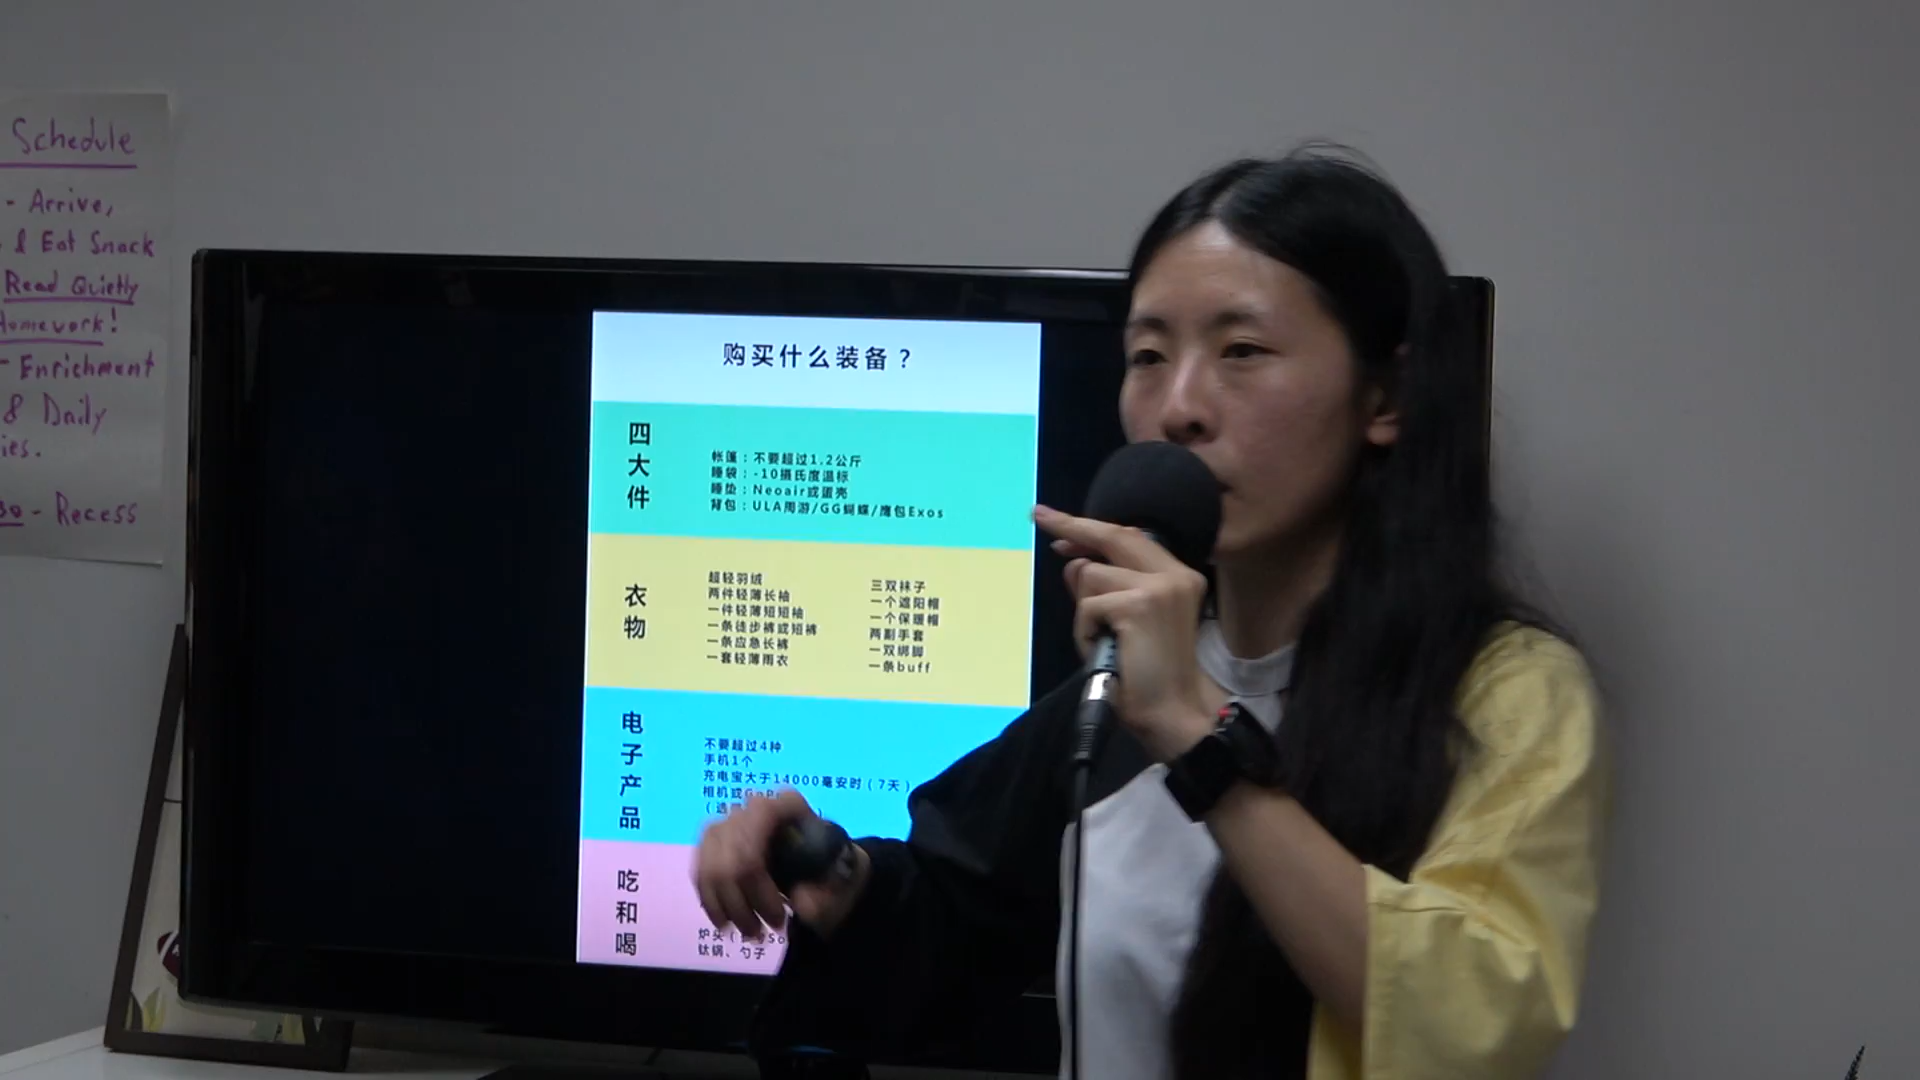 Schedule
- Arrive,
& Eat Snack
Read Quietly
Homework!
- Enrichment
& Daily
ies.
30 - Recess
购买什么装备？
四大件
帐篷：不要超过1.2公斤
睡袋：-10摄氏度温标
睡垫：Neoair或蛋壳
背包：ULA周游/GG蝴蝶/鹰包Exos
衣物
超轻羽绒
两件轻薄长袖
一件轻薄短短袖
一条徒步裤或短裤
一条应急长裤
一套轻薄雨衣
三双袜子
一个遮阳帽
一个保暖帽
两副手套
一双绑脚
一条buff
电子产品
不要超过4种
手机1个
充电宝大于14000毫安时（7天）
相机或GoP
（选
吃和喝
炉头（
钛锅、勺子